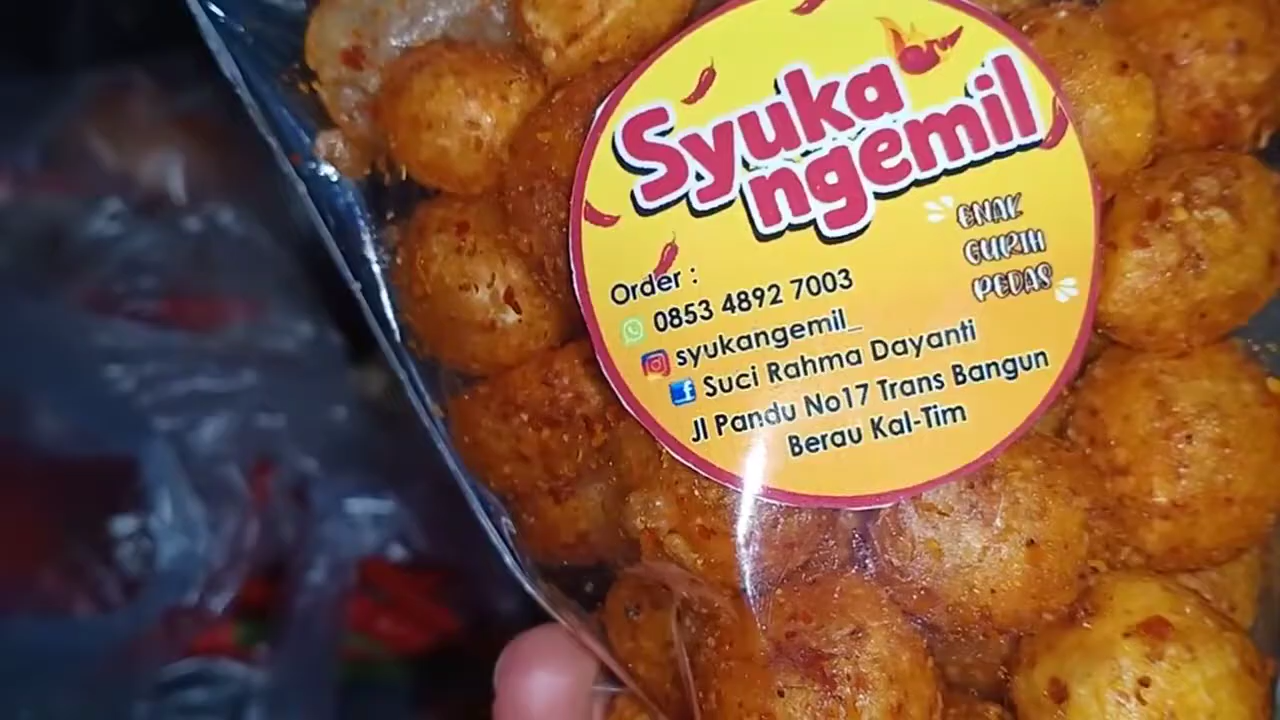 Syuka
ngemil
ENAK
GURIH
PEDAS
Order :
0853 4892 7003
syukangemil_
Suci Rahma Dayanti
Jl Pandu No17 Trans Bangun
Berau Kal-Tim